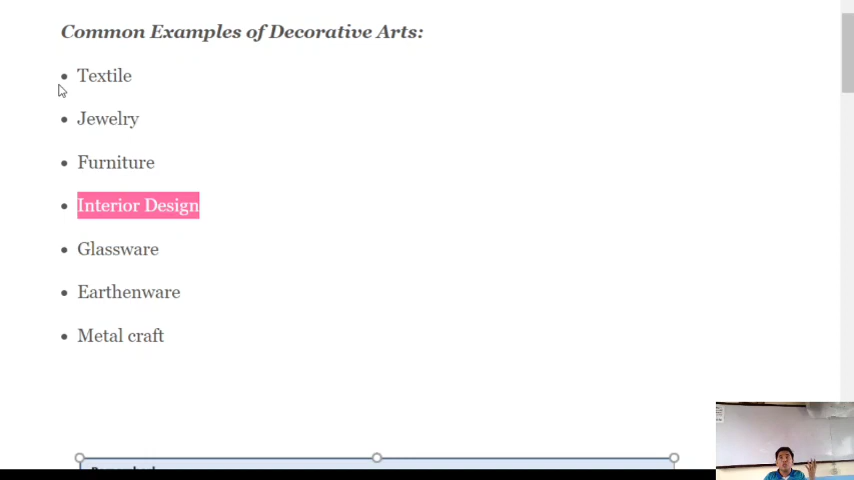 Common Examples of Decorative Arts:
Textile
Jewelry
Furniture
Interior Design
Glassware
Earthenware
Metal craft